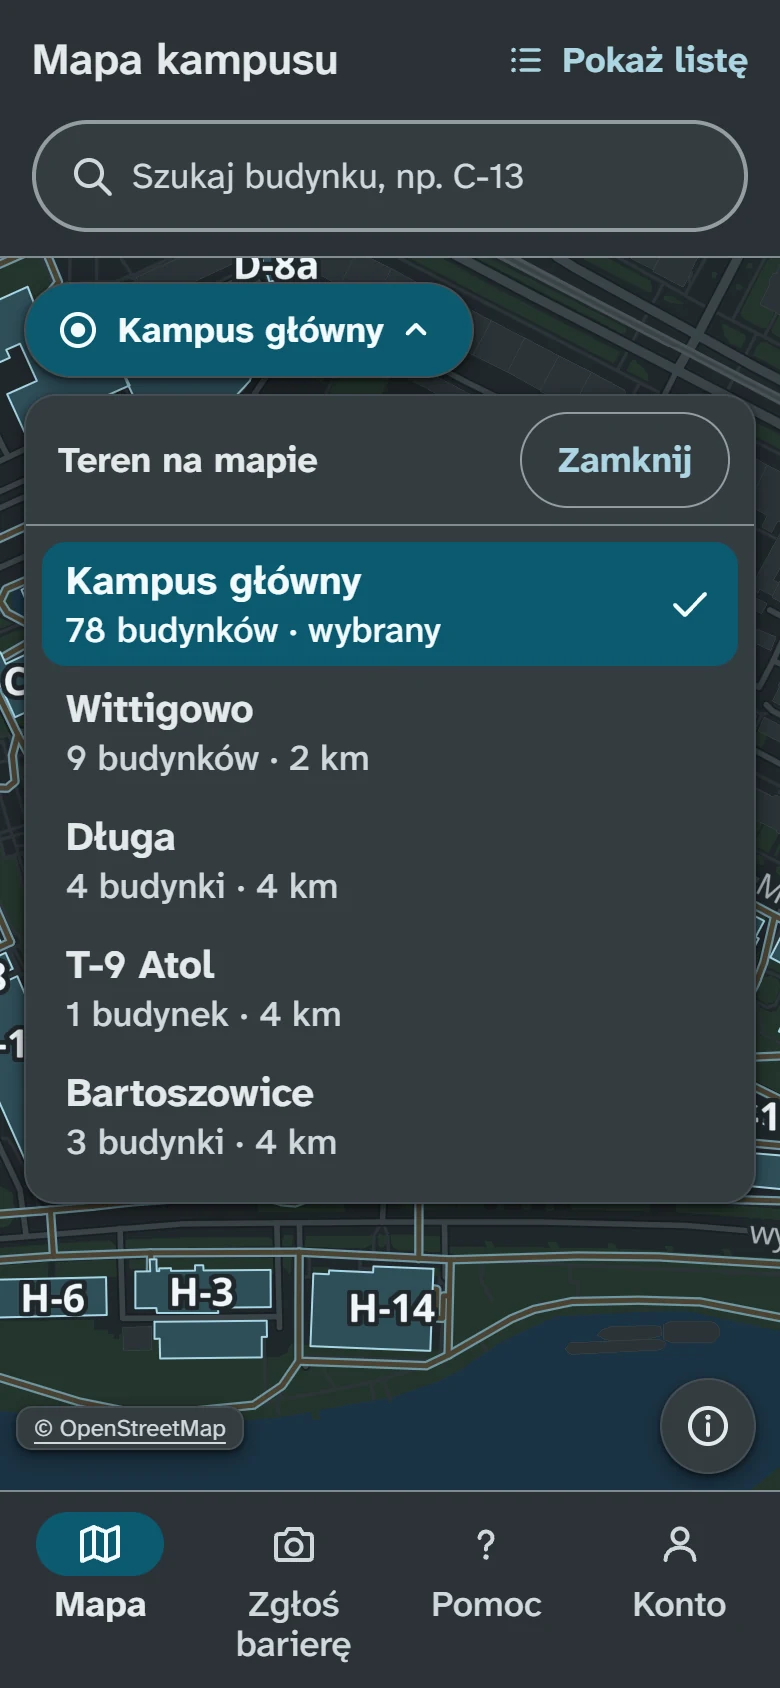 Mapa kampusu
Pokaż listę
Szukaj budynku, np. C-13
D-8a
Kampus główny
Teren na mapie
Zamknij
Kampus główny
78 budynków · wybrany
Wittigowo
9 budynków · 2 km
Długa
4 budynki · 4 km
T-9 Atol
1 budynek · 4 km
Bartoszowice
3 budynki · 4 km
H-6
H-3
H-14
© OpenStreetMap
Mapa
Zgłoś
barierę
Pomoc
Konto